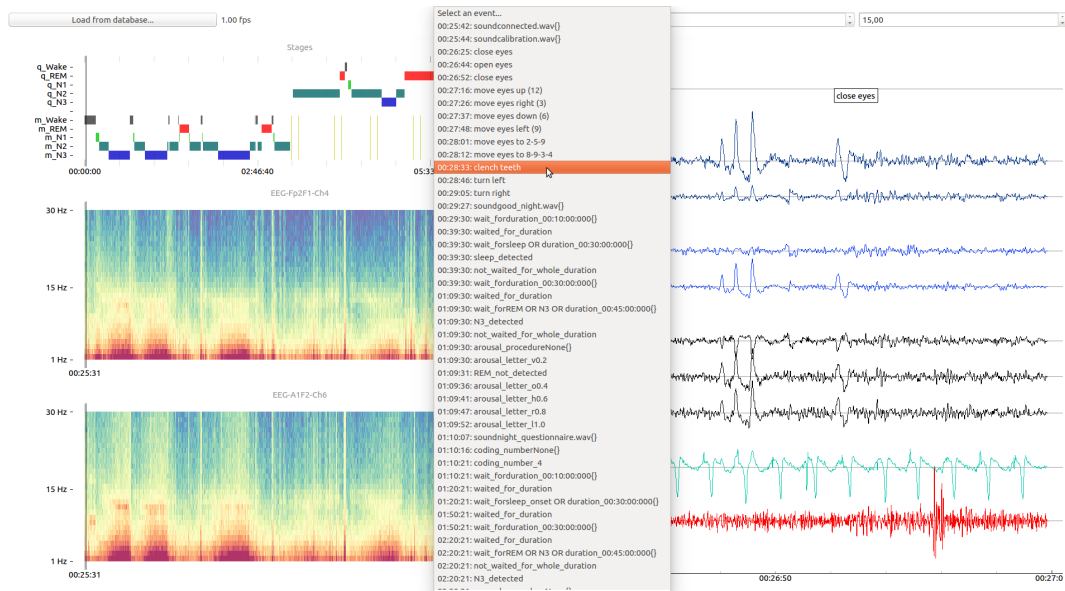 Load from database...
1.00 fps
Stages
q_Wake
q_REM
q_N1
q_N2
q_N3
m_Wake
m_REM
m_N1
m_N2
m_N3
00:00:00
02:46:40
05:33
EEG-Fp2F1-Ch4
30 Hz
15 Hz
1 Hz
00:25:31
EEG-A1F2-Ch6
30 Hz
15 Hz
1 Hz
00:25:31
Select an event...
00:25:42: soundconnected.wav{}
00:25:44: soundcalibration.wav{}
00:26:25: close eyes
00:26:44: open eyes
00:26:52: close eyes
00:27:16: move eyes up (12)
00:27:26: move eyes right (3)
00:27:37: move eyes down (6)
00:27:48: move eyes left (9)
00:28:01: move eyes to 2-5-9
00:28:12: move eyes to 8-9-3-4
00:28:33: clench teeth
00:28:46: turn left
00:29:05: turn right
00:29:27: soundgood_night.wav{}
00:29:30: wait_forduration_00:10:00:000{}
00:39:30: waited_for_duration
00:39:30: wait_forsleep OR duration_00:30:00:000{}
00:39:30: sleep_detected
00:39:30: not_waited_for_whole_duration
00:39:30: wait_forduration_00:30:00:000{}
01:09:30: waited_for_duration
01:09:30: wait_forREM OR N3 OR duration_00:45:00:000{}
01:09:30: N3_detected
01:09:30: not_waited_for_whole_duration
01:09:30: arousal_procedureNone{}
01:09:30: arousal_letter_v0.2
01:09:31: REM_not_detected
01:09:36: arousal_letter_o0.4
01:09:41: arousal_letter_h0.6
01:09:47: arousal_letter_r0.8
01:09:52: arousal_letter_l1.0
01:10:07: soundnight_questionnaire.wav{}
01:10:16: coding_numberNone{}
01:10:21: coding_number_4
01:10:21: wait_forduration_00:10:00:000{}
01:20:21: waited_for_duration
01:20:21: wait_forsleep_onset OR duration_00:30:00:000{}
01:50:21: waited_for_duration
01:50:21: wait_forduration_00:30:00:000{}
02:20:21: waited_for_duration
02:20:21: wait_forREM OR N3 OR duration_00:45:00:000{}
02:20:21: not_waited_for_whole_duration
02:20:21: N3_detected
15,00
close eyes
00:26:50
00:27:0